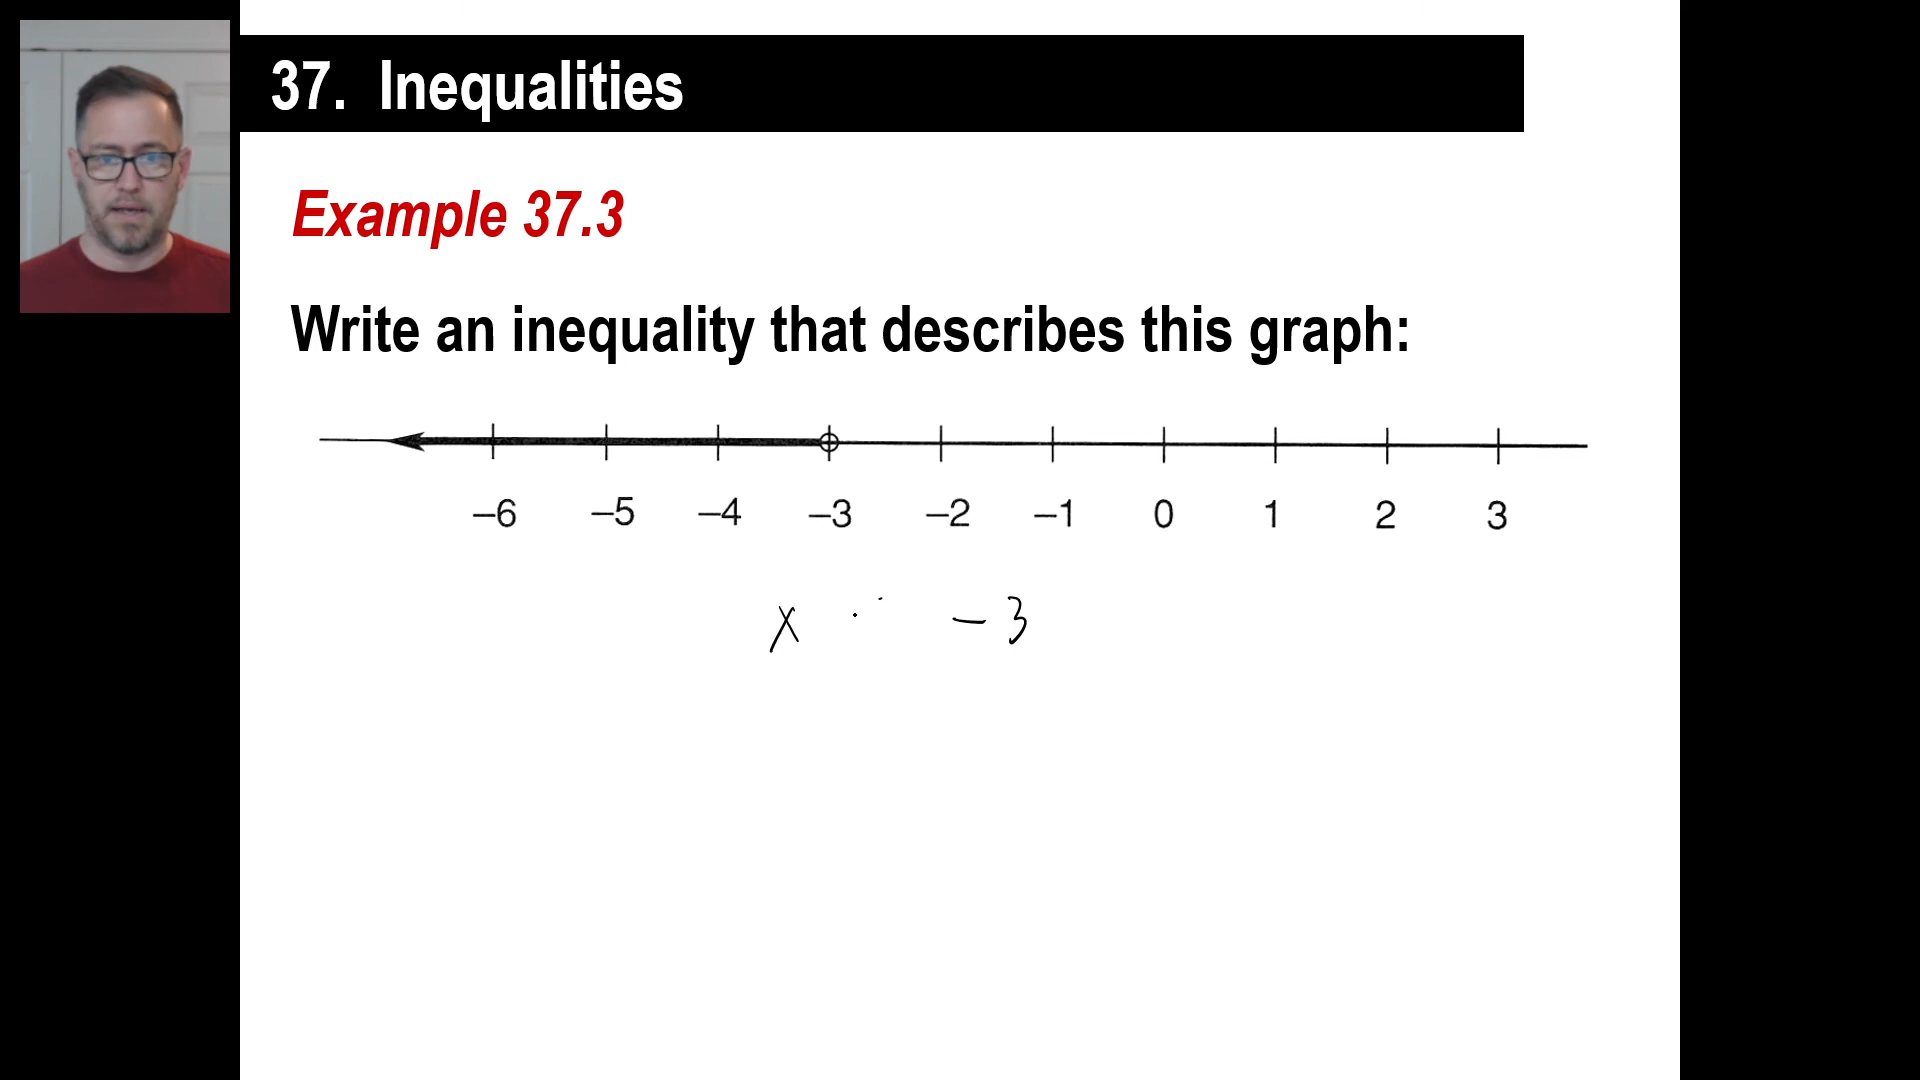 37. Inequalities
Example 37.3
Write an inequality that describes this graph:
–6 –5 –4 –3 –2 –1 0 1 2 3
x – 3